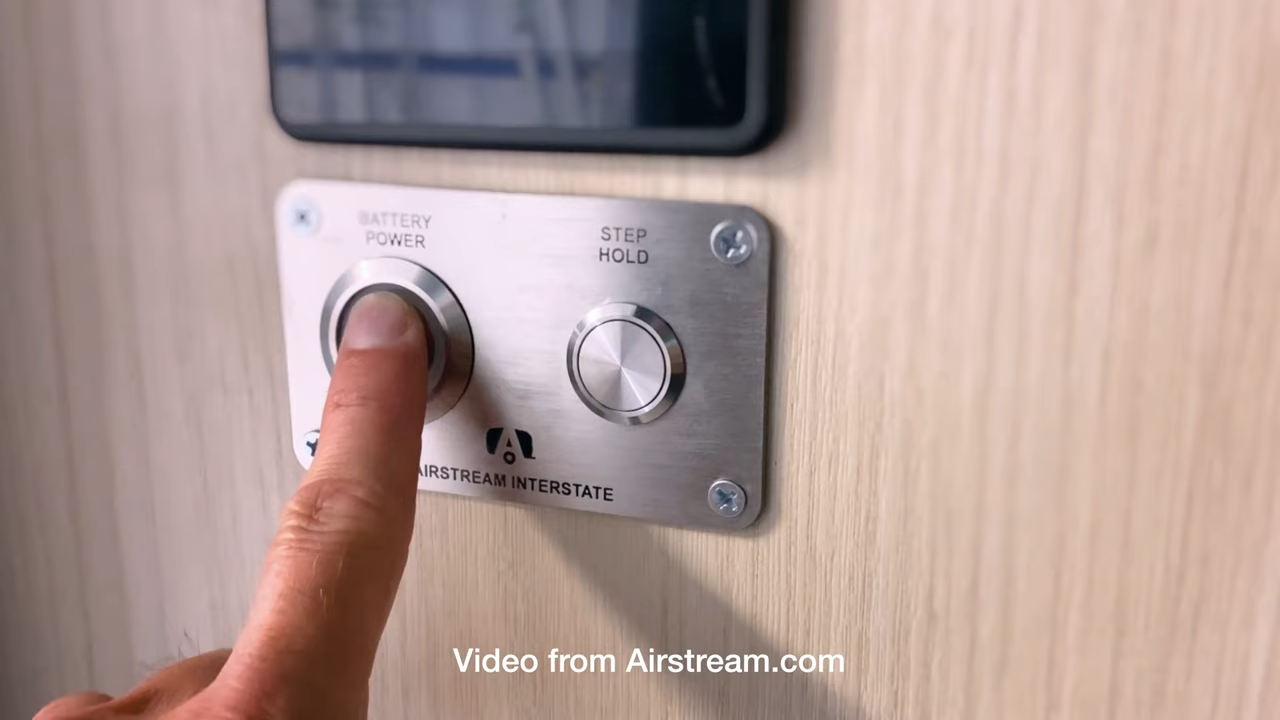 BATTERY
POWER
STEP
HOLD
AIRSTREAM INTERSTATE
Video from Airstream.com